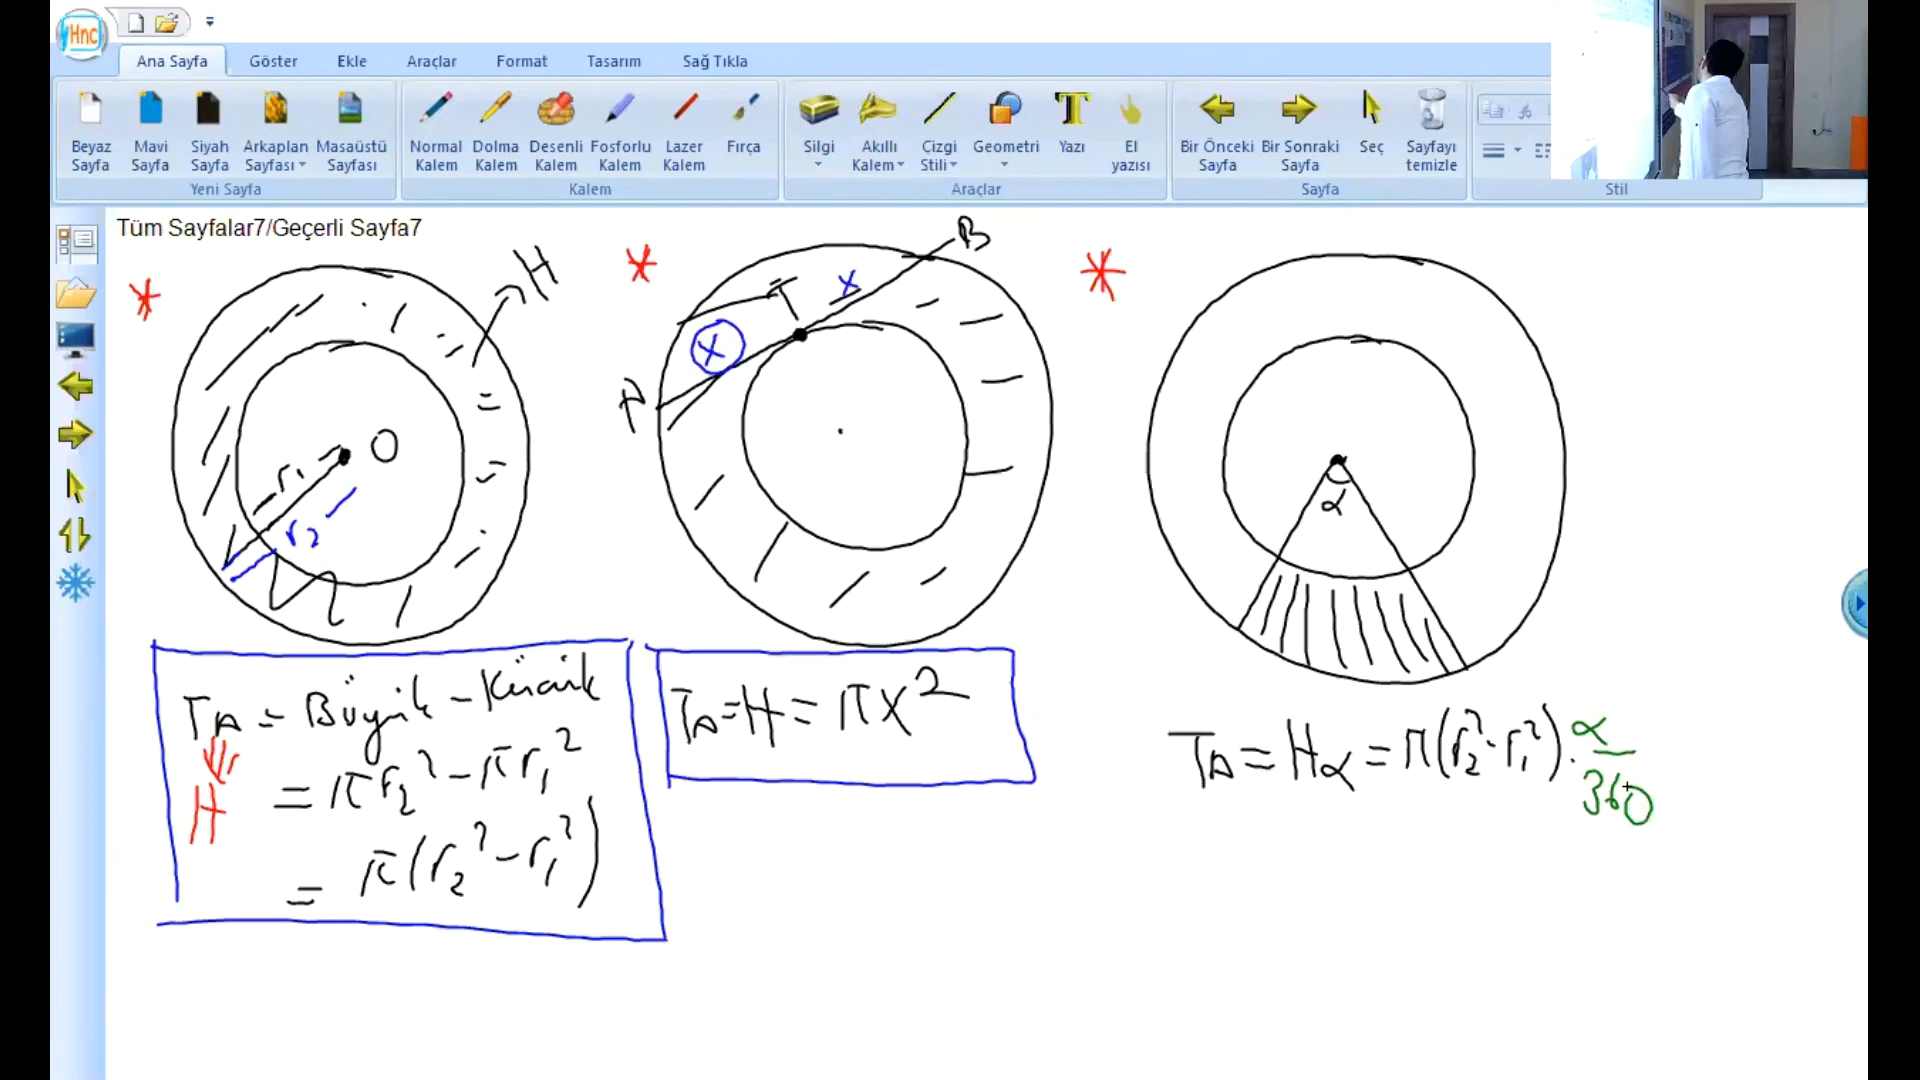 Hnc
Ana Sayfa Göster Ekle Araçlar Format Tasarım Sağ Tıkla
Beyaz Sayfa Mavi Sayfa Siyah Sayfa Arkaplan Sayfası Masaüstü Sayfası
Normal Kalem Dolma Kalem Desenli Kalem Fosforlu Kalem Lazer Kalem Fırça
Silgi Akıllı Kalem Çizgi Stili Geometri Yazı El yazısı
Bir Önceki Sayfa Bir Sonraki Sayfa Seç Sayfayı temizle
Yeni Sayfa Kalem Araçlar Sayfa Stil
Tüm Sayfalar7/Geçerli Sayfa7
H
O
r₁
r₂
TA = Büyük - Küçük
H
= πr₂² - πr₁²
= π(r₂² - r₁²)
B
T
x
x
A
TA = H = πx²
α
TA = Hα = π(r₂² - r₁²) . α/360